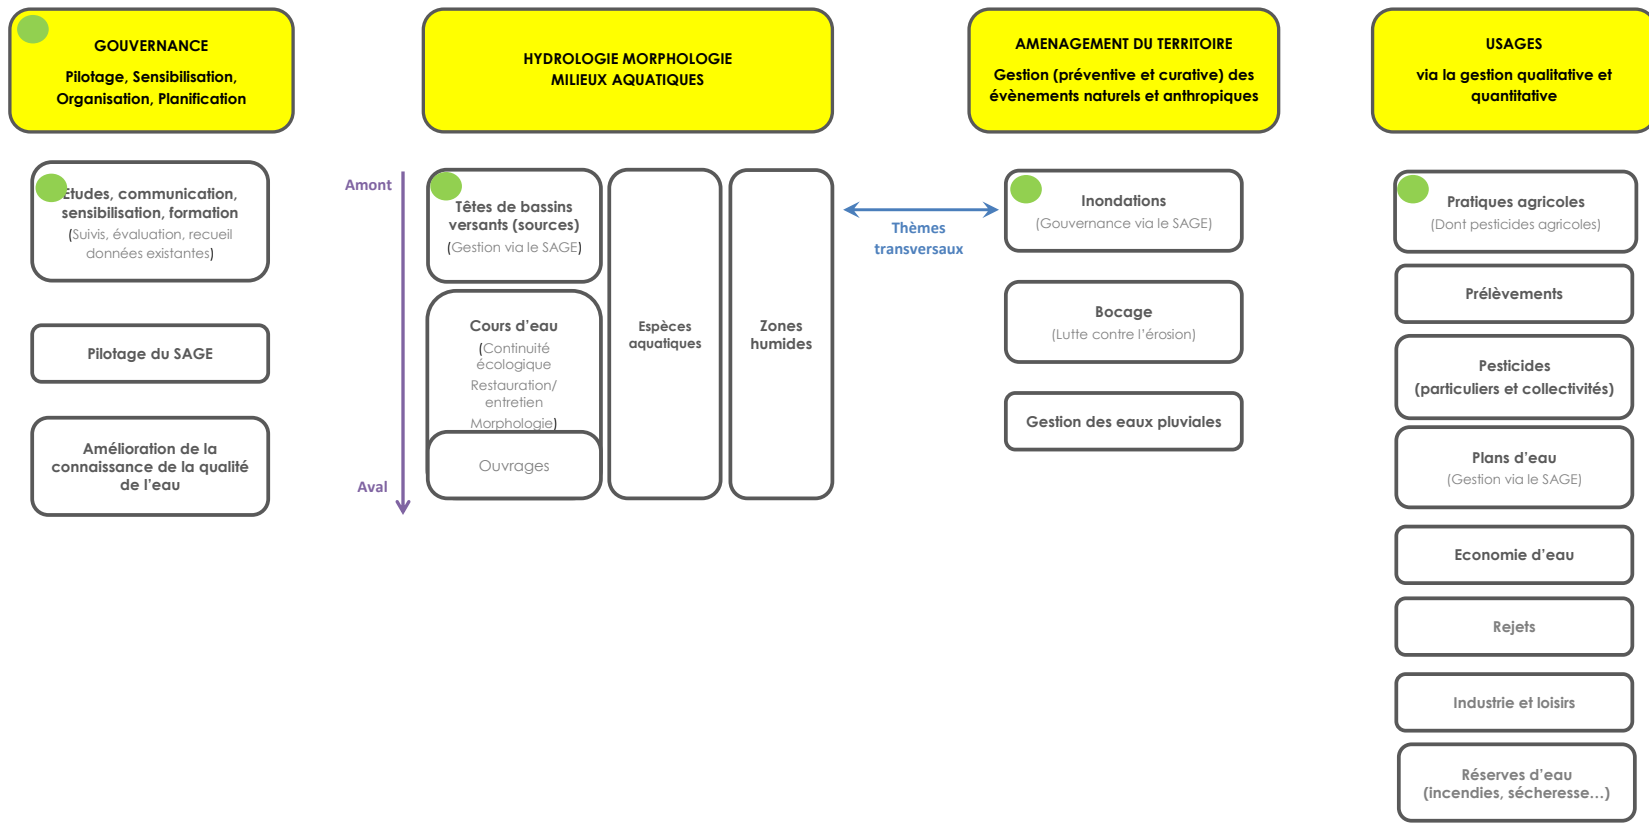 GOUVERNANCE
Pilotage, Sensibilisation,
Organisation, Planification
HYDROLOGIE MORPHOLOGIE
MILIEUX AQUATIQUES
AMENAGEMENT DU TERRITOIRE
Gestion (préventive et curative) des
évènements naturels et anthropiques
USAGES
via la gestion qualitative et
quantitative
Etudes, communication,
sensibilisation, formation
(Suivis, évaluation, recueil
données existantes)
Pilotage du SAGE
Amélioration de la
connaissance de la qualité
de l'eau
Amont
Aval
Têtes de bassins
versants (sources)
(Gestion via le SAGE)
Cours d'eau
(Continuité
écologique
Restauration/
entretien
Morphologie)
Ouvrages
Espèces
aquatiques
Zones
humides
Thèmes
transversaux
Inondations
(Gouvernance via le SAGE)
Bocage
(Lutte contre l'érosion)
Gestion des eaux pluviales
Pratiques agricoles
(Dont pesticides agricoles)
Prélèvements
Pesticides
(particuliers et collectivités)
Plans d'eau
(Gestion via le SAGE)
Economie d'eau
Rejets
Industrie et loisirs
Réserves d'eau
(incendies, sécheresse…)